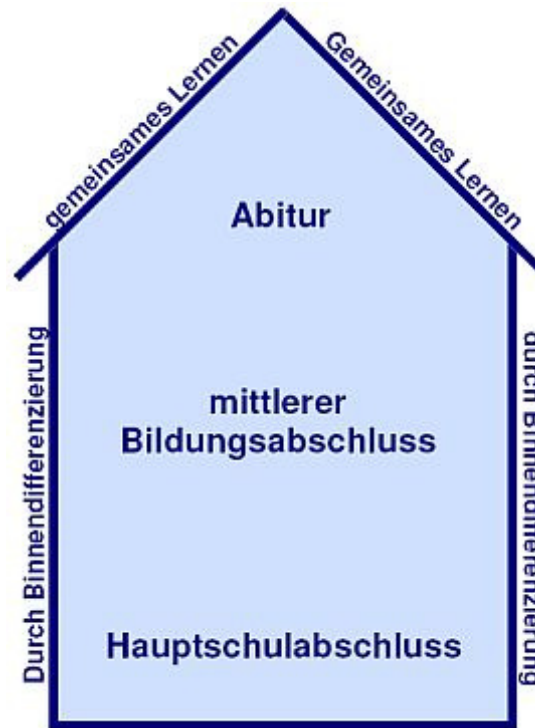 gemeinsames Lernen
Gemeinsames Lernen
Abitur
Durch Binnendifferenzierung
durch Binnendifferenzierung
mittlerer
Bildungsabschluss
Hauptschulabschluss